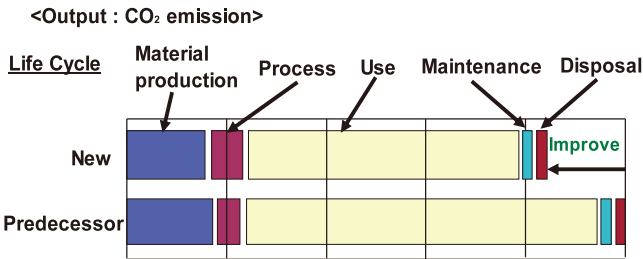 <Output : CO₂ emission>
Life Cycle
Material
production
Process
Use
Maintenance
Disposal
New
Improve
Predecessor